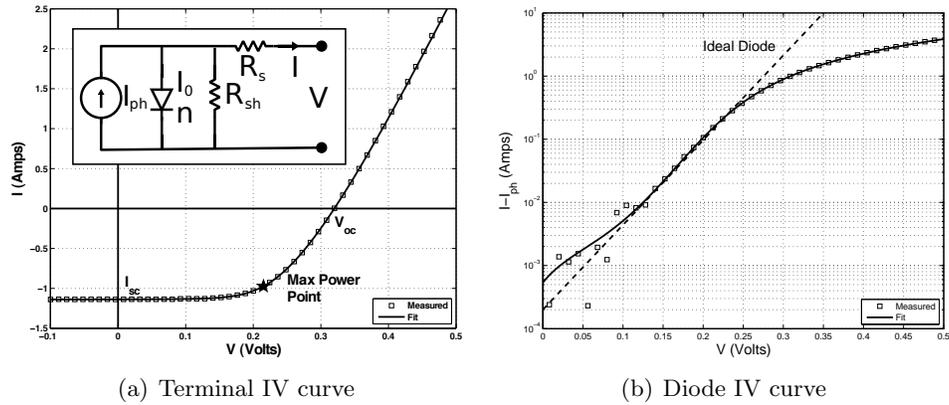 2.5
2
1.5
1
0.5
0
−0.5
−1
−1.5
−0.1 0 0.1 0.2 0.3 0.4 0.5
I (Amps)
V (Volts)
I_ph
I_0
n
R_sh
R_s
I
V
V_oc
I_sc
Max Power
Point
Measured
Fit
(a) Terminal IV curve
10^1
10^0
10^−1
10^−2
10^−3
10^−4
0 0.05 0.1 0.15 0.2 0.25 0.3 0.35 0.4 0.45 0.5
I−I_ph (Amps)
V (Volts)
Ideal Diode
Measured
Fit
(b) Diode IV curve